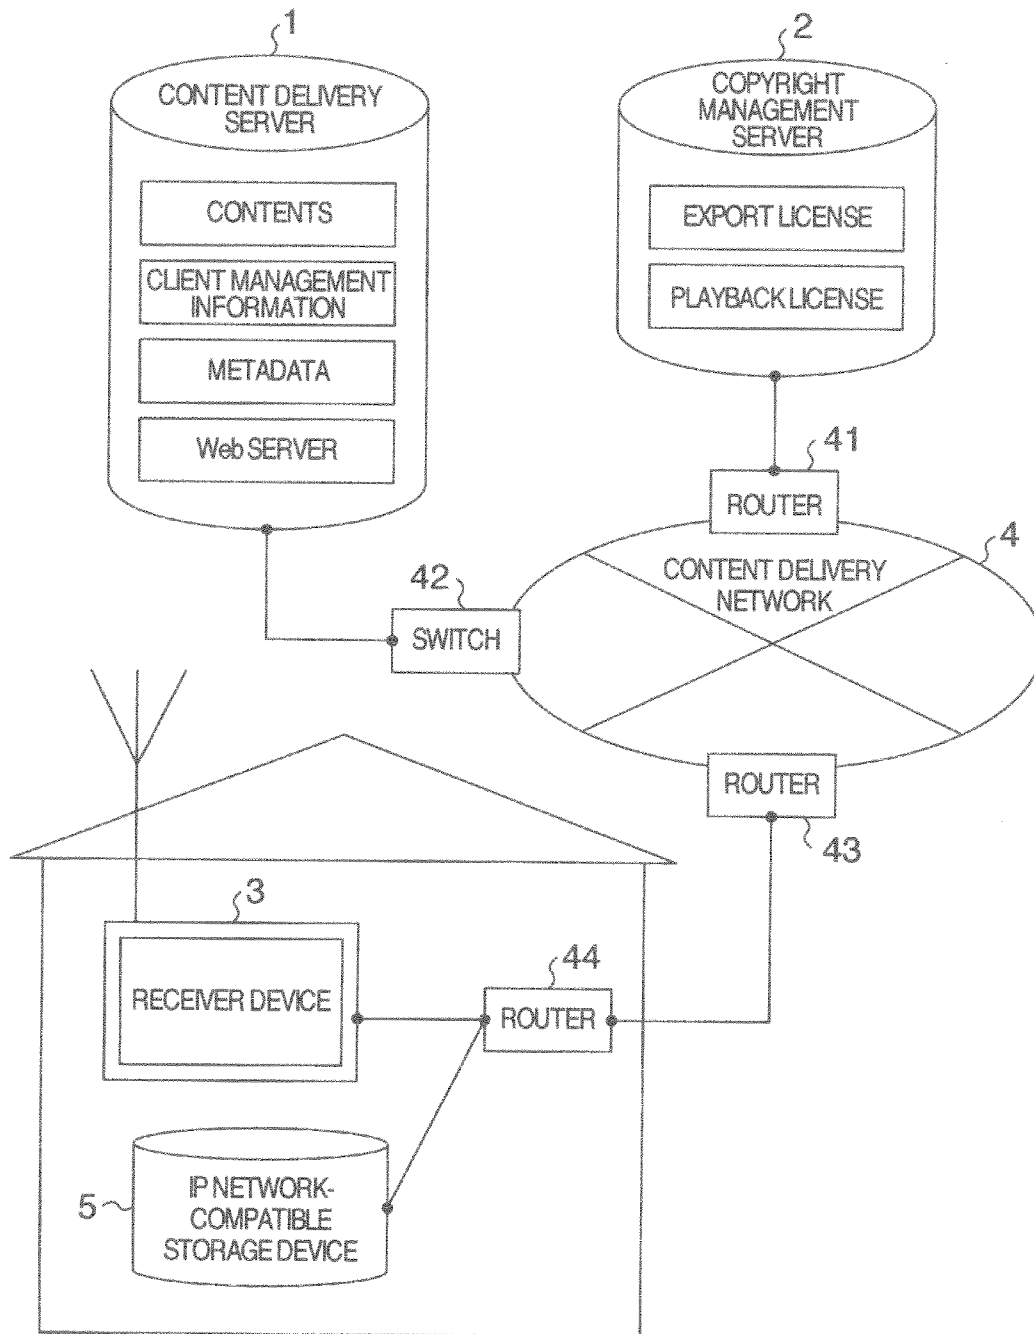 1
CONTENT DELIVERY
SERVER
CONTENTS
CLIENT MANAGEMENT
INFORMATION
METADATA
Web SERVER
2
COPYRIGHT
MANAGEMENT
SERVER
EXPORT LICENSE
PLAYBACK LICENSE
41
ROUTER
4
CONTENT DELIVERY
NETWORK
42
SWITCH
ROUTER
43
3
RECEIVER DEVICE
44
ROUTER
5
IP NETWORK-
COMPATIBLE
STORAGE DEVICE